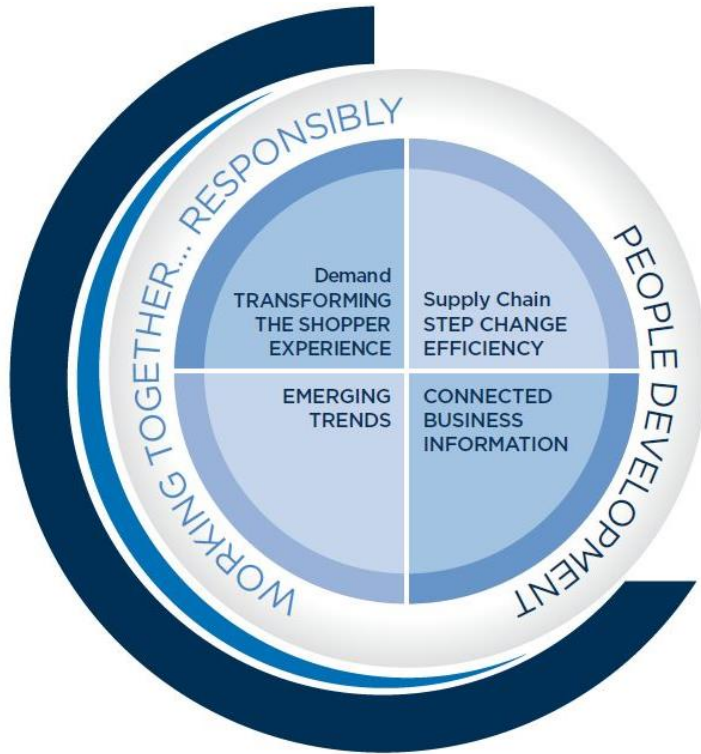 WORKING TOGETHER... RESPONSIBLY
PEOPLE DEVELOPMENT
Demand
TRANSFORMING
THE SHOPPER
EXPERIENCE
Supply Chain
STEP CHANGE
EFFICIENCY
EMERGING
TRENDS
CONNECTED
BUSINESS
INFORMATION